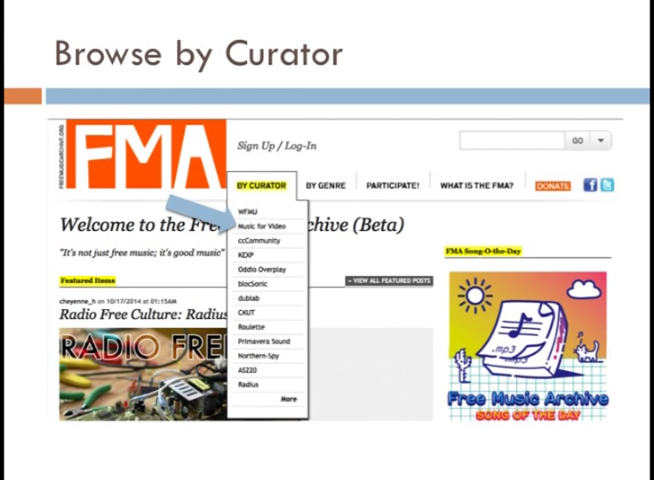 Browse by Curator
FREEMUSICARCHIVE.ORG
FMA
Sign Up / Log-In
GO
BY CURATOR
BY GENRE
PARTICIPATE!
WHAT IS THE FMA?
DONATE
WFMU
Music for Video
ccCommunity
KEXP
Oddio Overplay
blocSonic
dublab
CKUT
Roulette
Primavera Sound
Northern-Spy
AS220
Radius
More
Welcome to the Fre chive (Beta)
"It's not just free music; it's good music"
Featured Items
VIEW ALL FEATURED POSTS
cheyenne_h on 10/17/2014 at 01:15AM
Radio Free Culture: Radius
RADIO FREE
FMA Song-O-the-Day
.mp3
Free Music Archive
SONG OF THE DAY